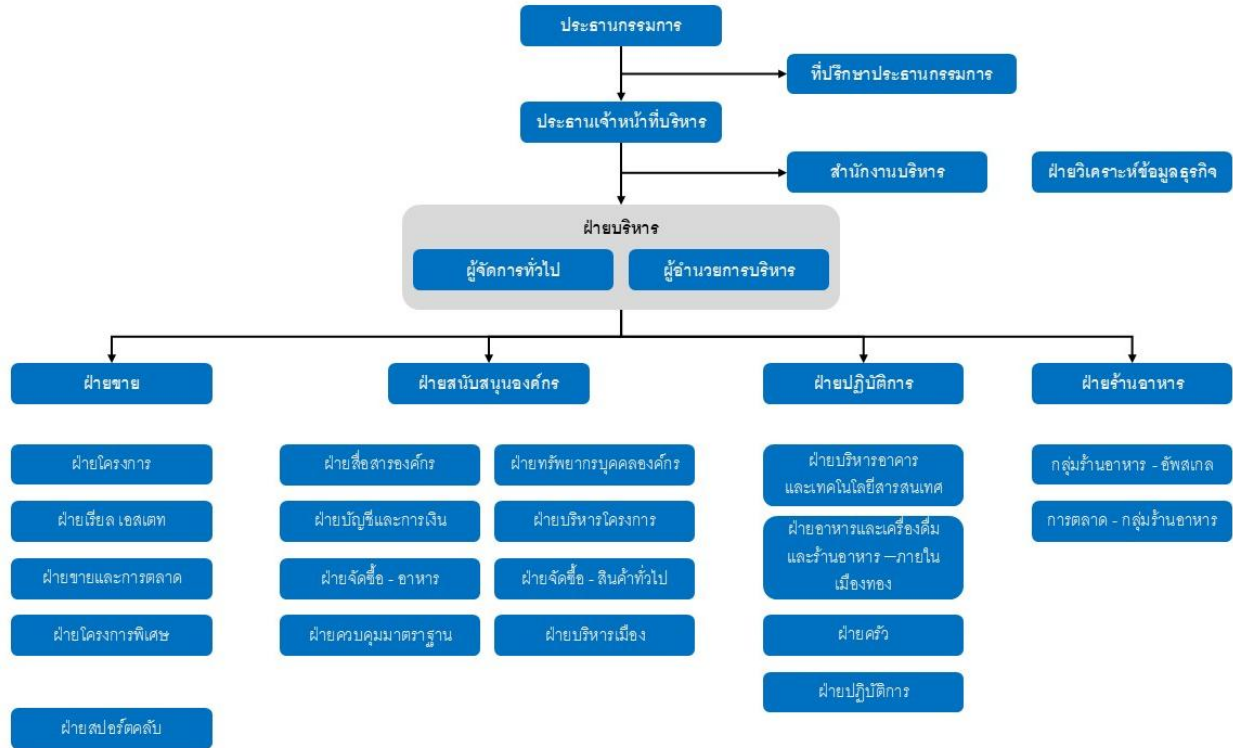 ประธานกรรมการ
ที่ปรึกษาประธานกรรมการ
ประธานเจ้าหน้าที่บริหาร
สำนักงานบริหาร
ฝ่ายวิเคราะห์ข้อมูลธุรกิจ
ฝ่ายบริหาร
ผู้จัดการทั่วไป
ผู้อำนวยการบริหาร
ฝ่ายขาย
ฝ่ายสนับสนุนองค์กร
ฝ่ายปฏิบัติการ
ฝ่ายร้านอาหาร
ฝ่ายโครงการ
ฝ่ายเรียล เอสเตท
ฝ่ายขายและการตลาด
ฝ่ายโครงการพิเศษ
ฝ่ายสปอร์ตคลับ
ฝ่ายสื่อสารองค์กร
ฝ่ายทรัพยากรบุคคลองค์กร
ฝ่ายบัญชีและการเงิน
ฝ่ายบริหารโครงการ
ฝ่ายจัดซื้อ - อาหาร
ฝ่ายจัดซื้อ - สินค้าทั่วไป
ฝ่ายควบคุมมาตราฐาน
ฝ่ายบริหารเมือง
ฝ่ายบริหารอาคาร
และเทคโนโลยีสารสนเทศ
ฝ่ายอาหารและเครื่องดื่ม
และร้านอาหาร –ภายใน
เมืองทอง
ฝ่ายครัว
ฝ่ายปฏิบัติการ
กลุ่มร้านอาหาร - อัพสเกล
การตลาด - กลุ่มร้านอาหาร